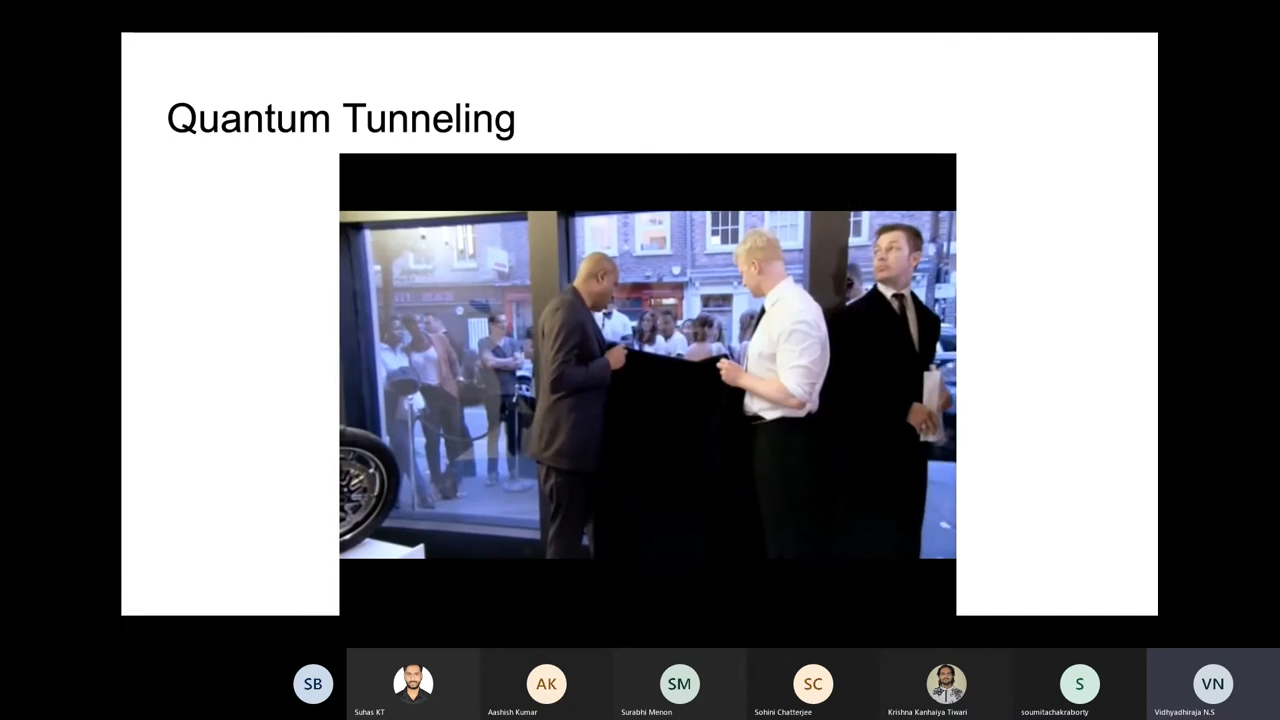 Quantum Tunneling
SB
AK
SM
SC
S
VN
Suhas KT
Aashish Kumar
Surabhi Menon
Sohini Chatterjee
Krishna Kanhaiya Tiwari
soumitachakraborty
Vidhyadhiraja N.S